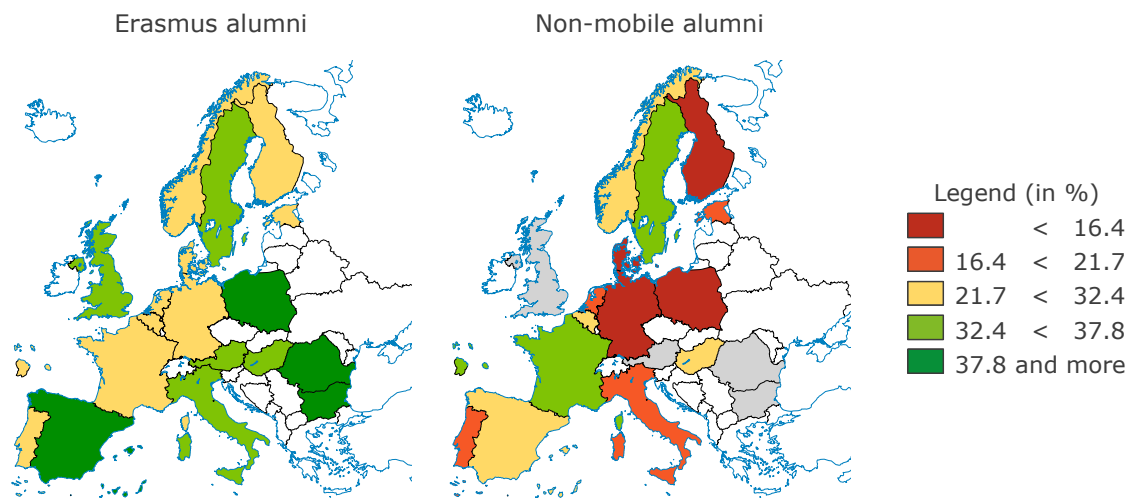 Erasmus alumni
Non-mobile alumni
Legend (in %)
< 16.4
16.4 < 21.7
21.7 < 32.4
32.4 < 37.8
37.8 and more